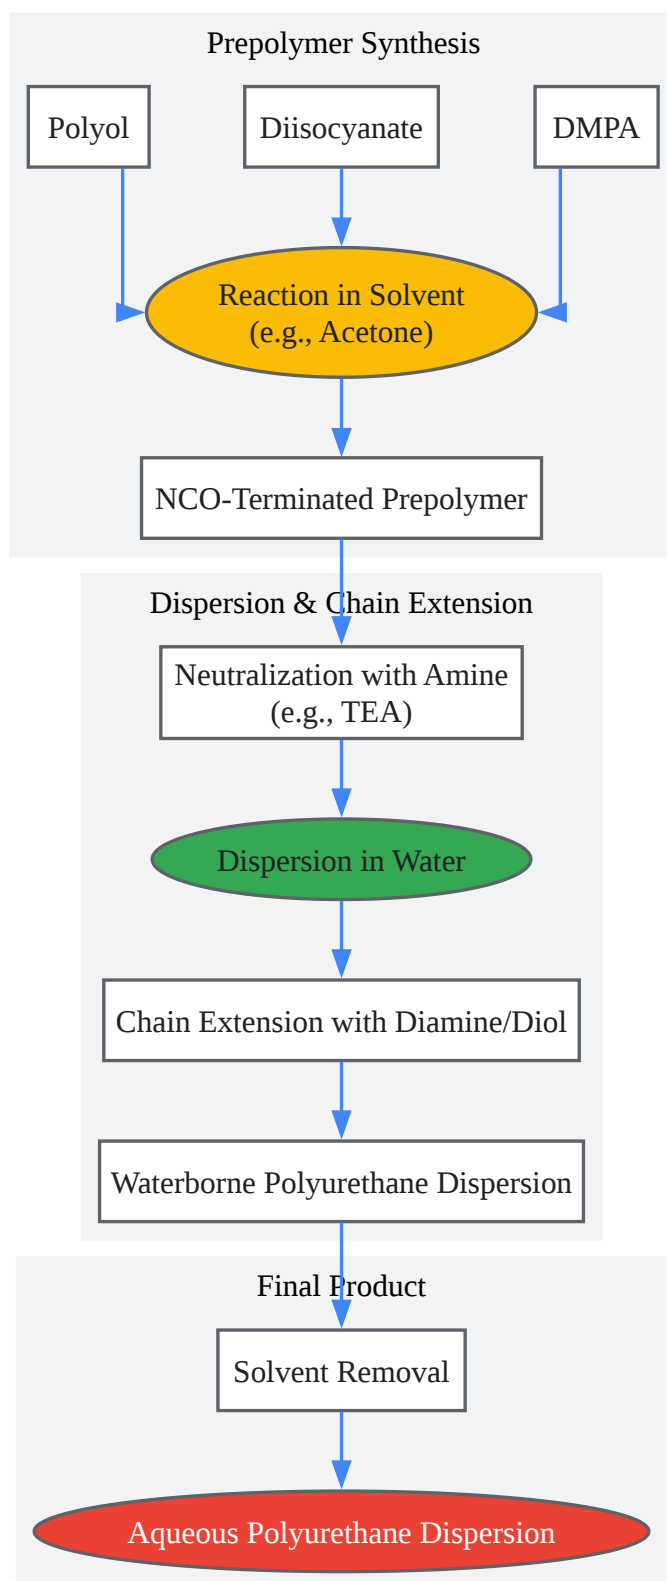 Prepolymer Synthesis
Polyol
Diisocyanate
DMPA
Reaction in Solvent
(e.g., Acetone)
NCO-Terminated Prepolymer
Dispersion & Chain Extension
Neutralization with Amine
(e.g., TEA)
Dispersion in Water
Chain Extension with Diamine/Diol
Waterborne Polyurethane Dispersion
Final Product
Solvent Removal
Aqueous Polyurethane Dispersion